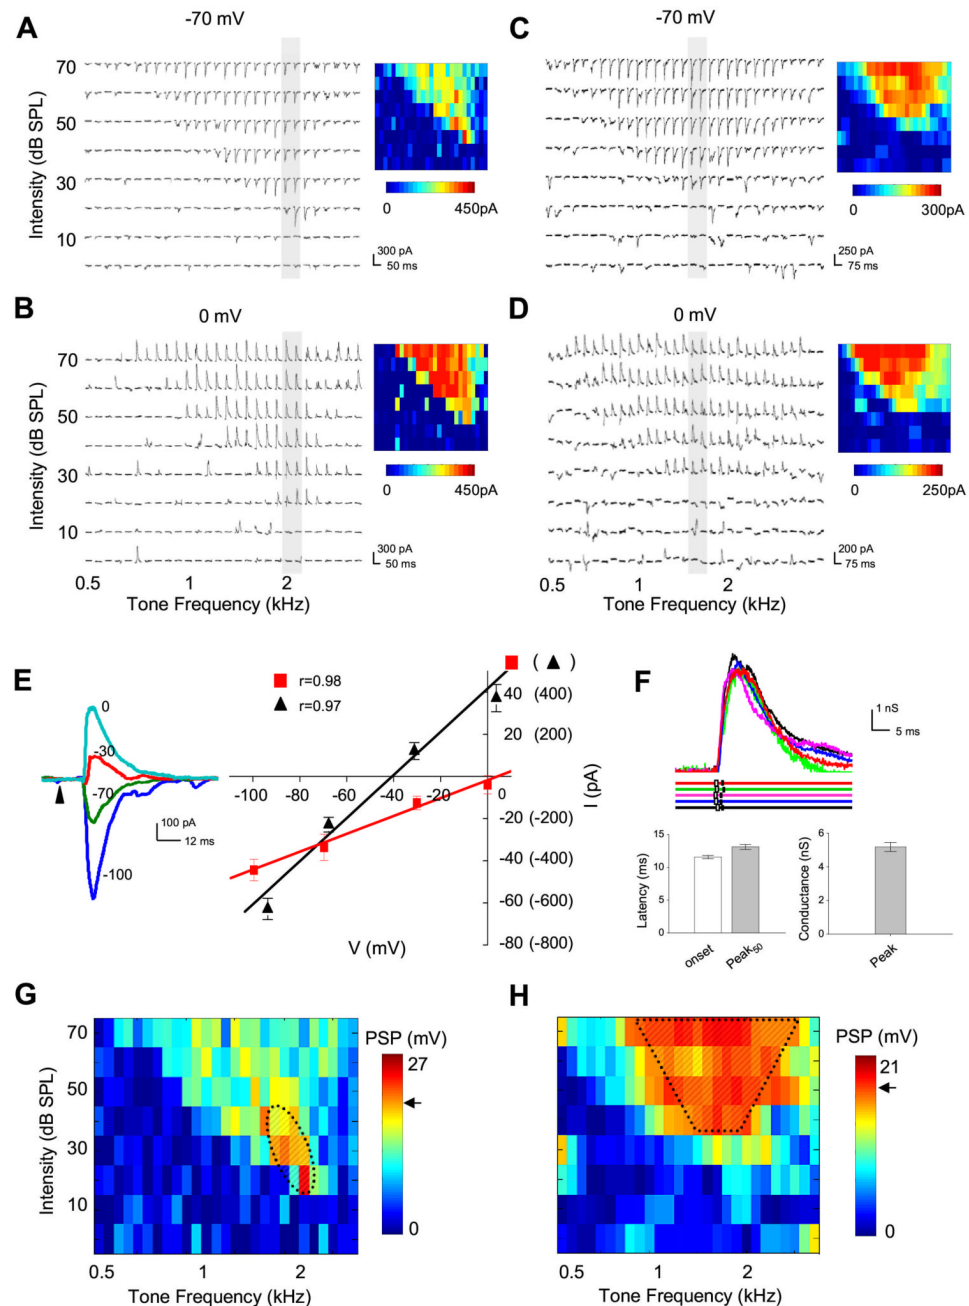 A
-70 mV
Intensity (dB SPL)
70
50
30
10
0
450pA
300 pA
50 ms
C
-70 mV
0
300pA
250 pA
75 ms
B
0 mV
Intensity (dB SPL)
70
50
30
10
0
450pA
300 pA
50 ms
0.5
1
2
Tone Frequency (kHz)
D
0 mV
0
250pA
200 pA
75 ms
0.5
1
2
Tone Frequency (kHz)
E
0
-30
-70
-100
100 pA
12 ms
r=0.98
r=0.97
( ▲ )
40 (400)
20 (200)
0
-20 (-200)
-40 (-400)
-60 (-600)
-80 (-800)
-100
-80
-60
-40
-20
V (mV)
I (pA)
F
1 nS
5 ms
Latency (ms)
15
10
5
0
onset
Peak50
Conductance (nS)
6
4
2
0
Peak
G
Intensity (dB SPL)
70
50
30
10
0.5
1
2
Tone Frequency (kHz)
PSP (mV)
27
0
H
0.5
1
2
Tone Frequency (kHz)
PSP (mV)
21
0